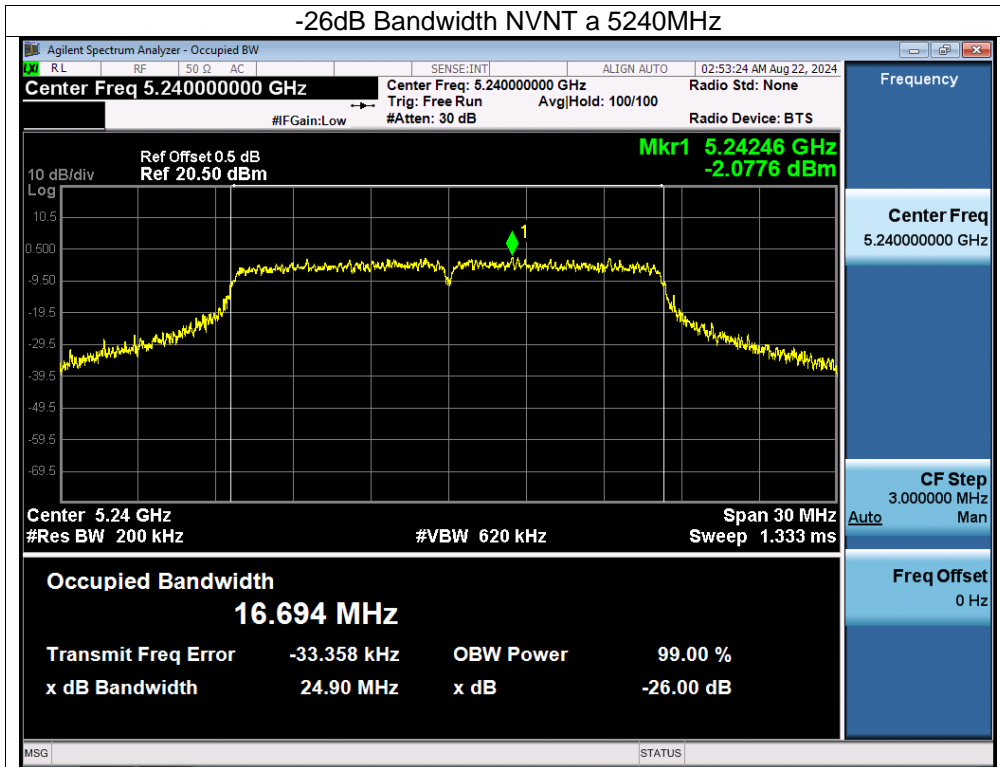 -26dB Bandwidth NVNT a 5240MHz
Agilent Spectrum Analyzer - Occupied BW
LXI RL RF 50 Ω AC SENSE:INT ALIGN AUTO 02:53:24 AM Aug 22, 2024
Center Freq 5.240000000 GHz
Center Freq: 5.240000000 GHz
Radio Std: None
Trig: Free Run Avg|Hold: 100/100
#IFGain:Low #Atten: 30 dB Radio Device: BTS
Frequency
Ref Offset 0.5 dB
10 dB/div Ref 20.50 dBm
Mkr1 5.24246 GHz
-2.0776 dBm
Log
10.5
0.500
-9.50
-19.5
-29.5
-39.5
-49.5
-59.5
-69.5
1
Center 5.24 GHz Span 30 MHz
#Res BW 200 kHz #VBW 620 kHz Sweep 1.333 ms
Center Freq
5.240000000 GHz
CF Step
3.000000 MHz
Auto Man
Freq Offset
0 Hz
Occupied Bandwidth
16.694 MHz
Transmit Freq Error -33.358 kHz OBW Power 99.00 %
x dB Bandwidth 24.90 MHz x dB -26.00 dB
MSG STATUS